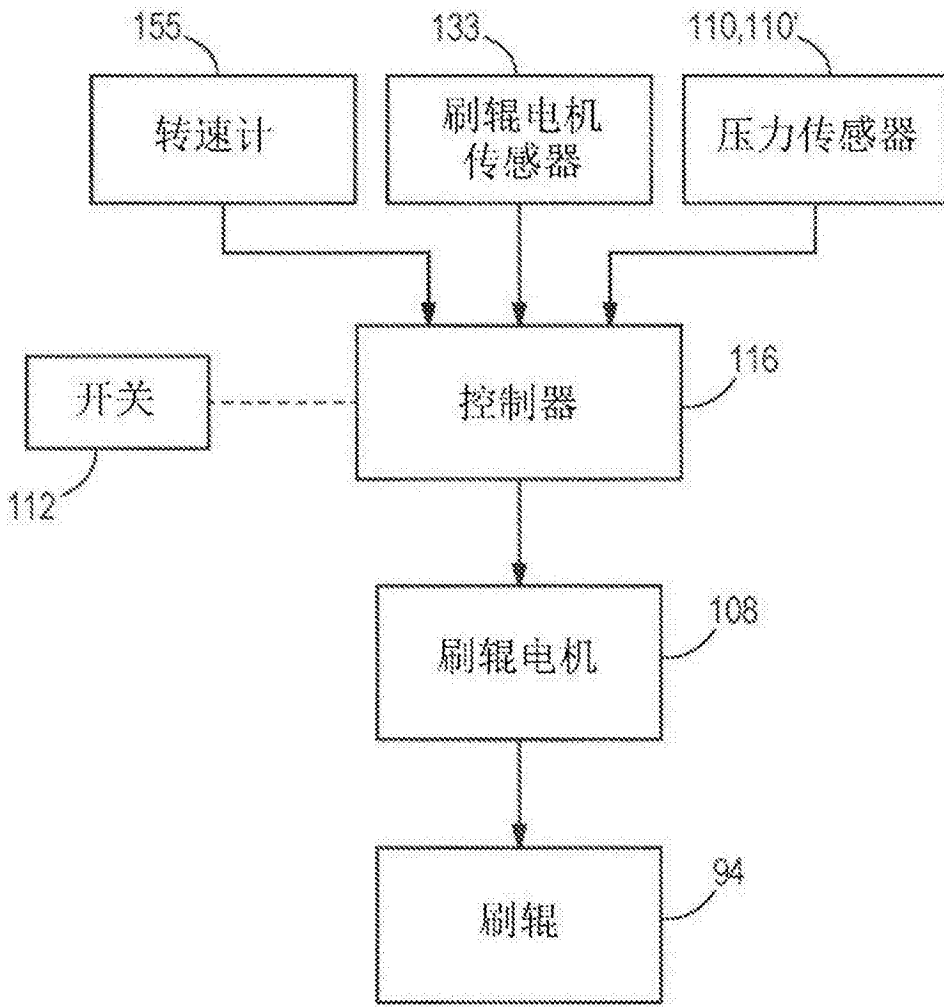 155
133
110,110'
转速计
刷辊电机
传感器
压力传感器
开关
112
控制器
116
刷辊电机
108
刷辊
94